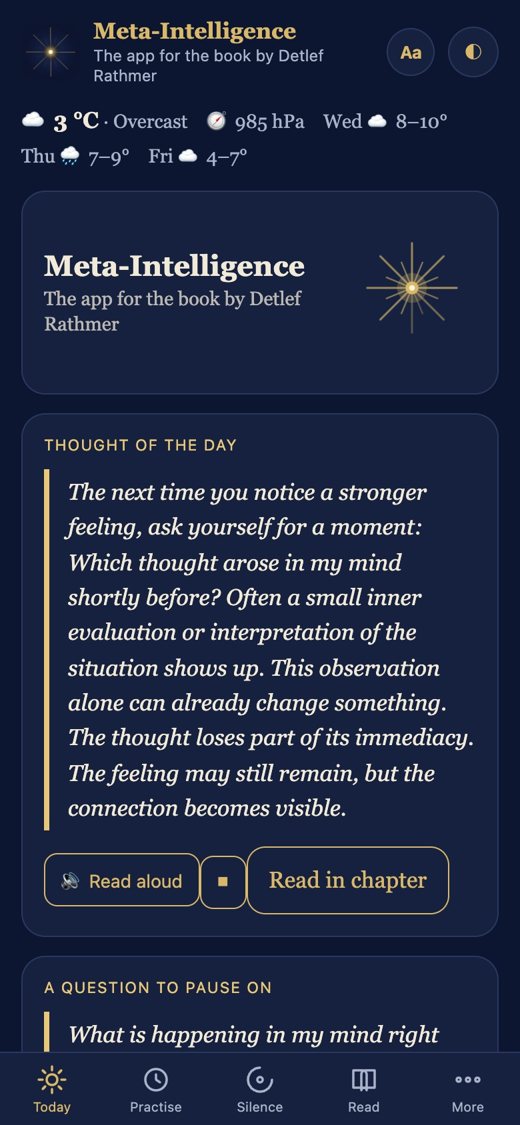 Meta-Intelligence
The app for the book by Detlef
Rathmer
Aa
3 °C · Overcast 985 hPa Wed 8–10°
Thu 7–9° Fri 4–7°
Meta-Intelligence
The app for the book by Detlef
Rathmer
THOUGHT OF THE DAY
The next time you notice a stronger
feeling, ask yourself for a moment:
Which thought arose in my mind
shortly before? Often a small inner
evaluation or interpretation of the
situation shows up. This observation
alone can already change something.
The thought loses part of its immediacy.
The feeling may still remain, but the
connection becomes visible.
Read aloud Read in chapter
A QUESTION TO PAUSE ON
What is happening in my mind right
Today Practise Silence Read More